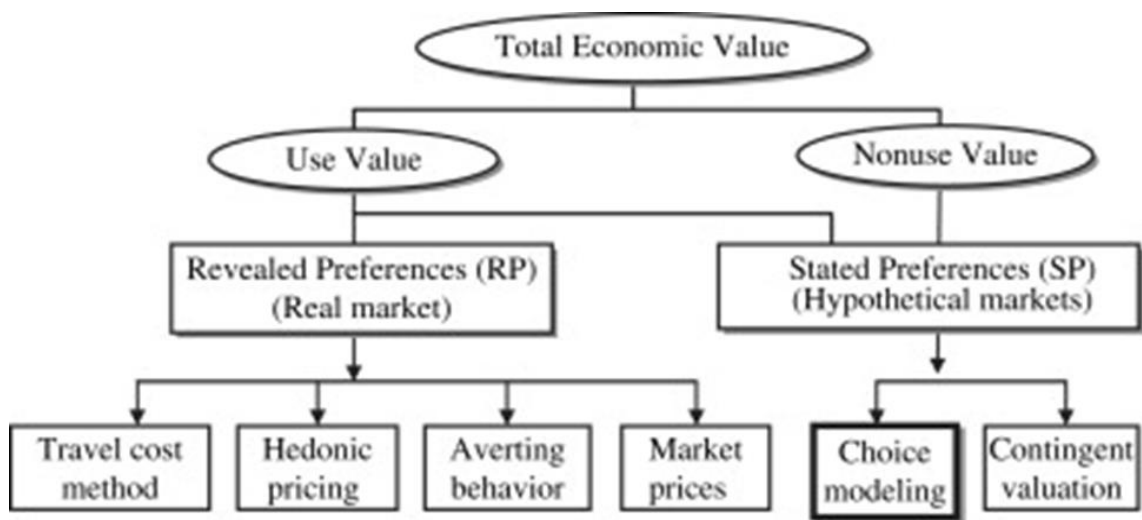 Total Economic Value
Use Value
Nonuse Value
Revealed Preferences (RP)
(Real market)
Stated Preferences (SP)
(Hypothetical markets)
Travel cost
method
Hedonic
pricing
Averting
behavior
Market
prices
Choice
modeling
Contingent
valuation